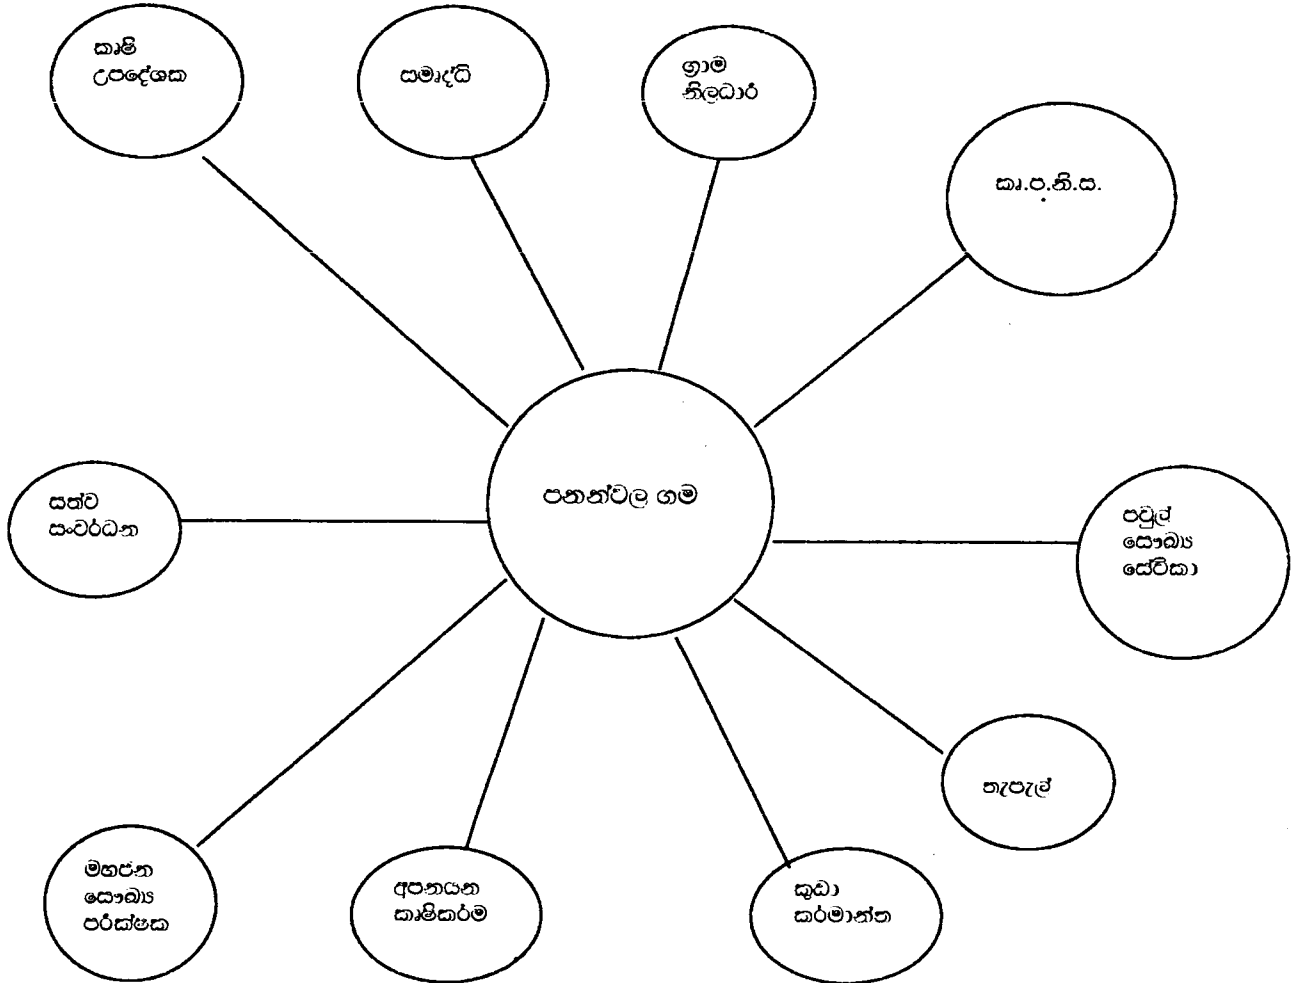 කෘෂි
උපදේශක
සමෘද්ධි
ග්‍රාම
නිලධාරී
කෘ.ප.නි.ස.
පනන්වල ගම
සත්ව
සංවර්ධන
පවුල්
සෞඛ්‍ය
සේවිකා
තැපැල්
මහජන
සෞඛ්‍ය
පරීක්ෂක
අපනයන
කෘෂිකර්ම
කුඩා
කර්මාන්ත